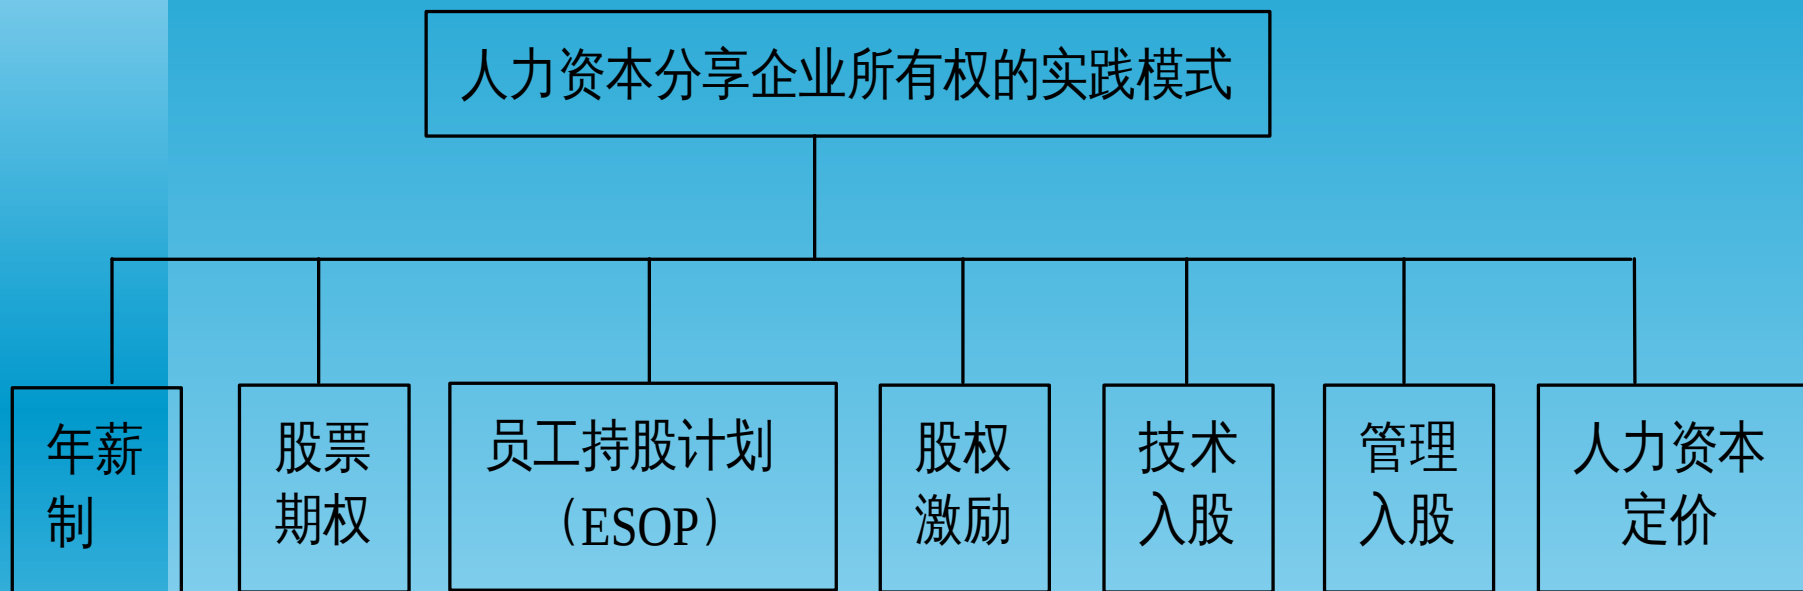 人力资本分享企业所有权的实践模式
年薪
制
股票
期权
员工持股计划
（ESOP）
股权
激励
技术
入股
管理
入股
人力资本
定价